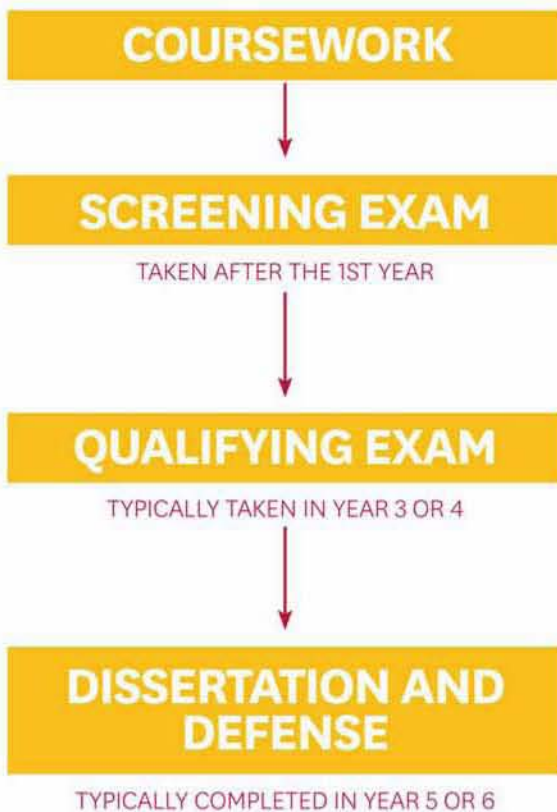 COURSEWORK
SCREENING EXAM
TAKEN AFTER THE 1ST YEAR
QUALIFYING EXAM
TYPICALLY TAKEN IN YEAR 3 OR 4
DISSERTATION AND
DEFENSE
TYPICALLY COMPLETED IN YEAR 5 OR 6